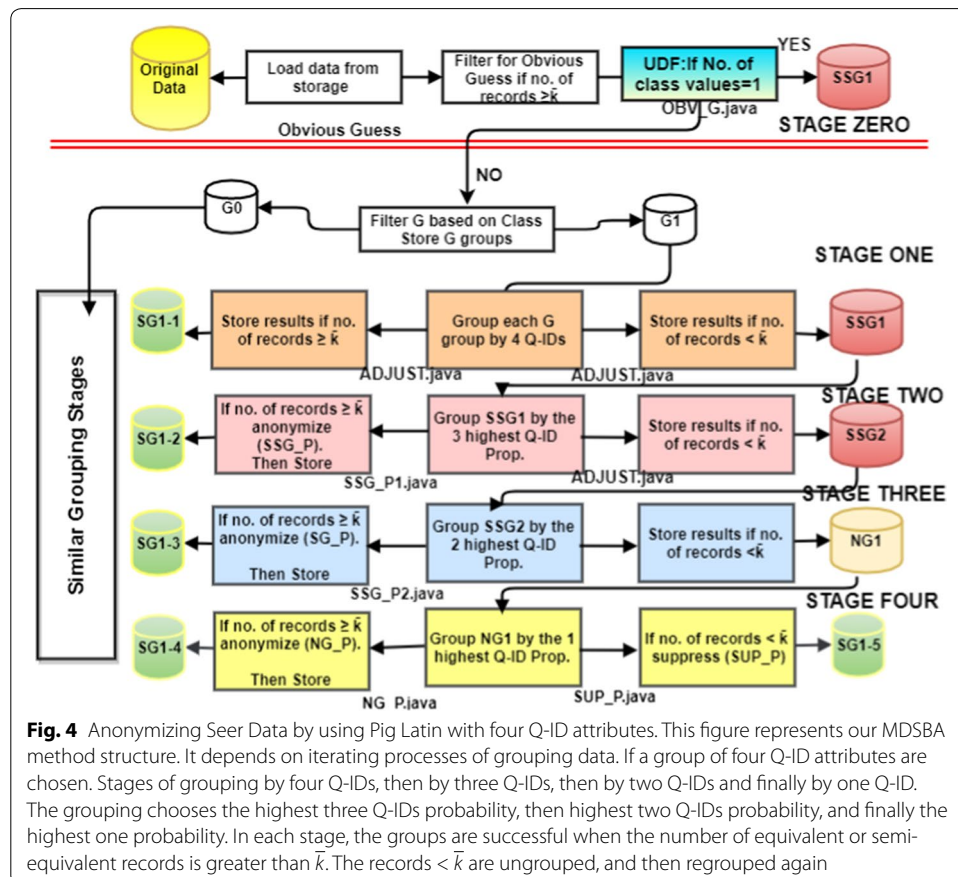 Original
Data
Load data from
storage
Filter for Obvious
Guess if no. of
records ≥k̄
UDF:If No. of
class values=1
YES
SSG1
OBV_G.java
Obvious Guess
STAGE ZERO
NO
G0
Filter G based on Class
Store G groups
G1
STAGE ONE
Similar Grouping Stages
SG1-1
Store results if no.
of records ≥ k̄
Group each G
group by 4 Q-IDs
Store results if no. of
records < k̄
SSG1
ADJUST.java
ADJUST.java
STAGE TWO
SG1-2
If no. of records ≥ k̄
anonymize
(SSG_P).
Then Store
Group SSG1 by the
3 highest Q-ID
Prop.
Store results if no.
of records < k̄
SSG2
SSG_P1.java
ADJUST.java
STAGE THREE
SG1-3
If no. of records ≥ k̄
anonymize (SG_P).
Then Store
Group SSG2 by the
2 highest Q-ID
Prop.
Store results if no.
of records <k̄
NG1
SSG_P2.java
STAGE FOUR
SG1-4
If no. of records ≥ k̄
anonymize (NG_P).
Then Store
Group NG1 by the 1
highest Q-ID Prop.
If no. of records < k̄
suppress (SUP_P)
SG1-5
NG_P.java
SUP_P.java
Fig. 4 Anonymizing Seer Data by using Pig Latin with four Q-ID attributes. This figure represents our MDSBA
method structure. It depends on iterating processes of grouping data. If a group of four Q-ID attributes are
chosen. Stages of grouping by four Q-IDs, then by three Q-IDs, then by two Q-IDs and finally by one Q-ID.
The grouping chooses the highest three Q-IDs probability, then highest two Q-IDs probability, and finally the
highest one probability. In each stage, the groups are successful when the number of equivalent or semi-
equivalent records is greater than k̄. The records < k̄ are ungrouped, and then regrouped again